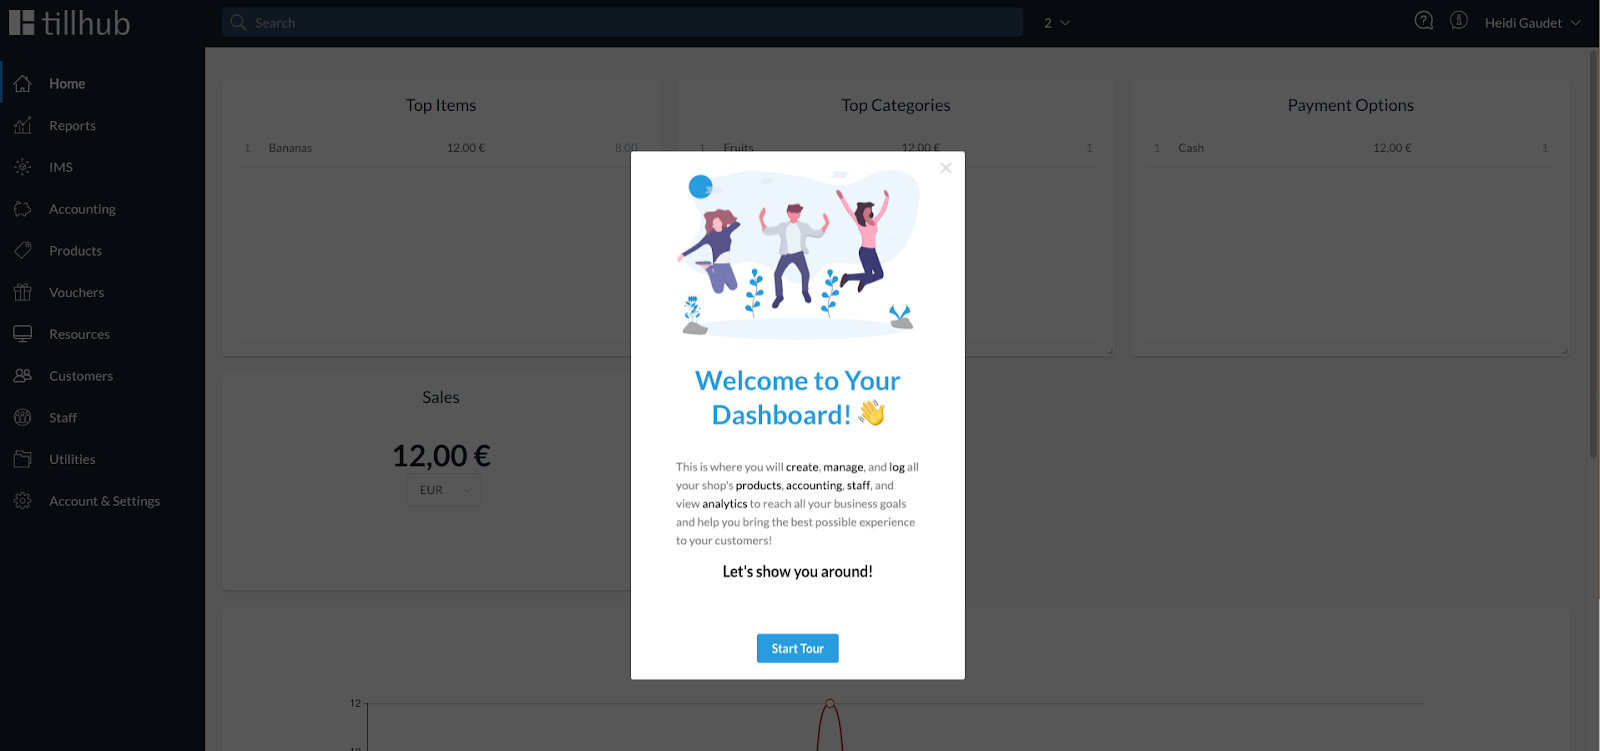 tillhub
Search
2
Heidi Gaudet
Home
Reports
IMS
Accounting
Products
Vouchers
Resources
Customers
Staff
Utilities
Account & Settings
Top Items
1 Bananas 12,00 € 8.00
Top Categories
1 Fruits 12,00 € 1
Payment Options
1 Cash 12,00 € 1
Sales
12,00 €
EUR
Welcome to Your
Dashboard! 👋
This is where you will create, manage, and log all
your shop's products, accounting, staff, and
view analytics to reach all your business goals
and help you bring the best possible experience
to your customers!
Let's show you around!
Start Tour
12
10